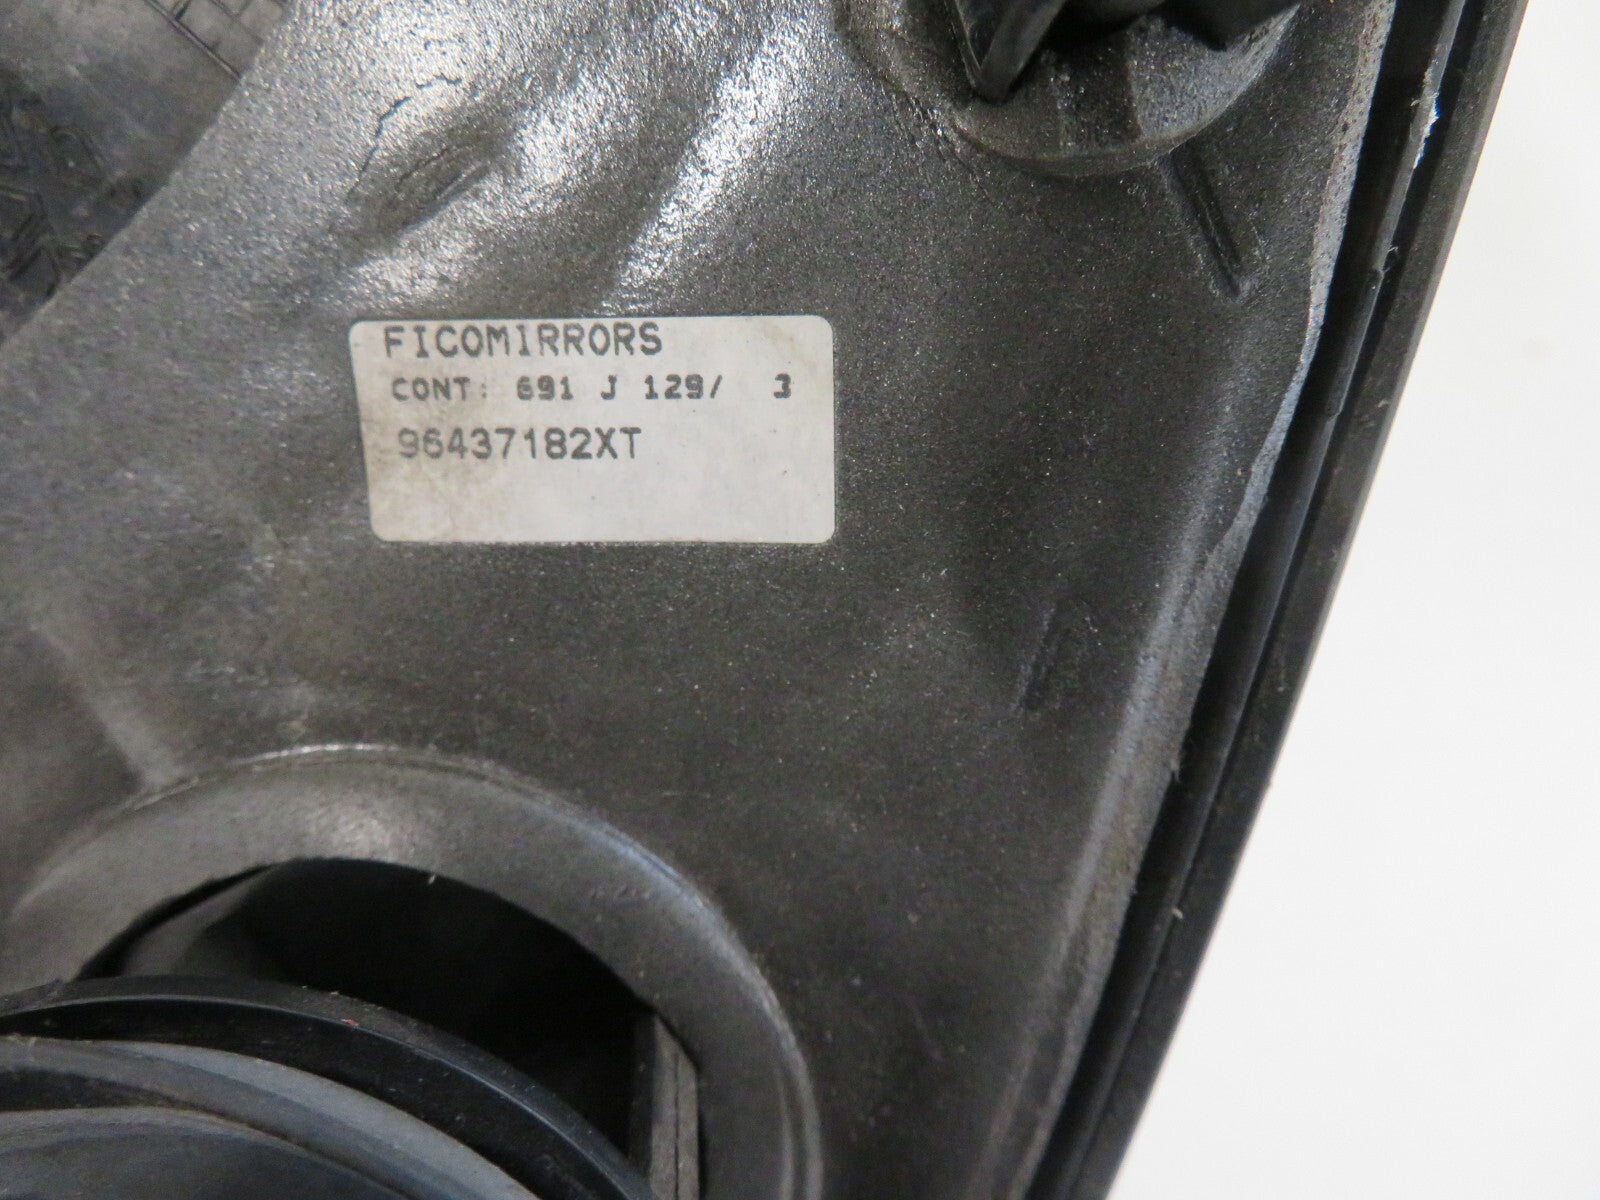 FICOMIRRORS
CONT: 691 J 129/ 3
96437182XT